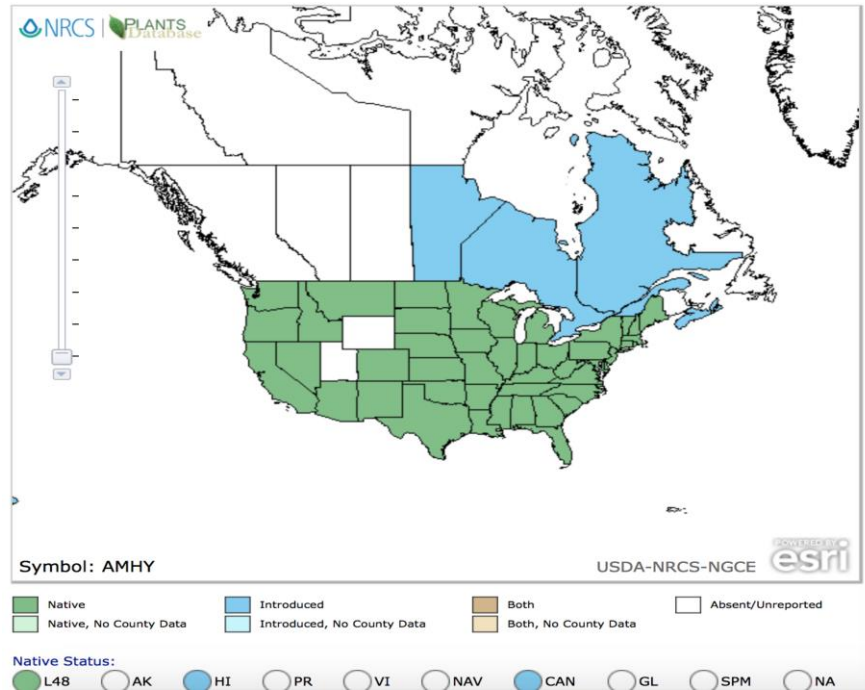 NRCS | PLANTS
Database
Symbol: AMHY
USDA-NRCS-NGCE
POWERED BY
esri
Native
Introduced
Both
Absent/Unreported
Native, No County Data
Introduced, No County Data
Both, No County Data
Native Status:
L48 AK HI PR VI NAV CAN GL SPM NA